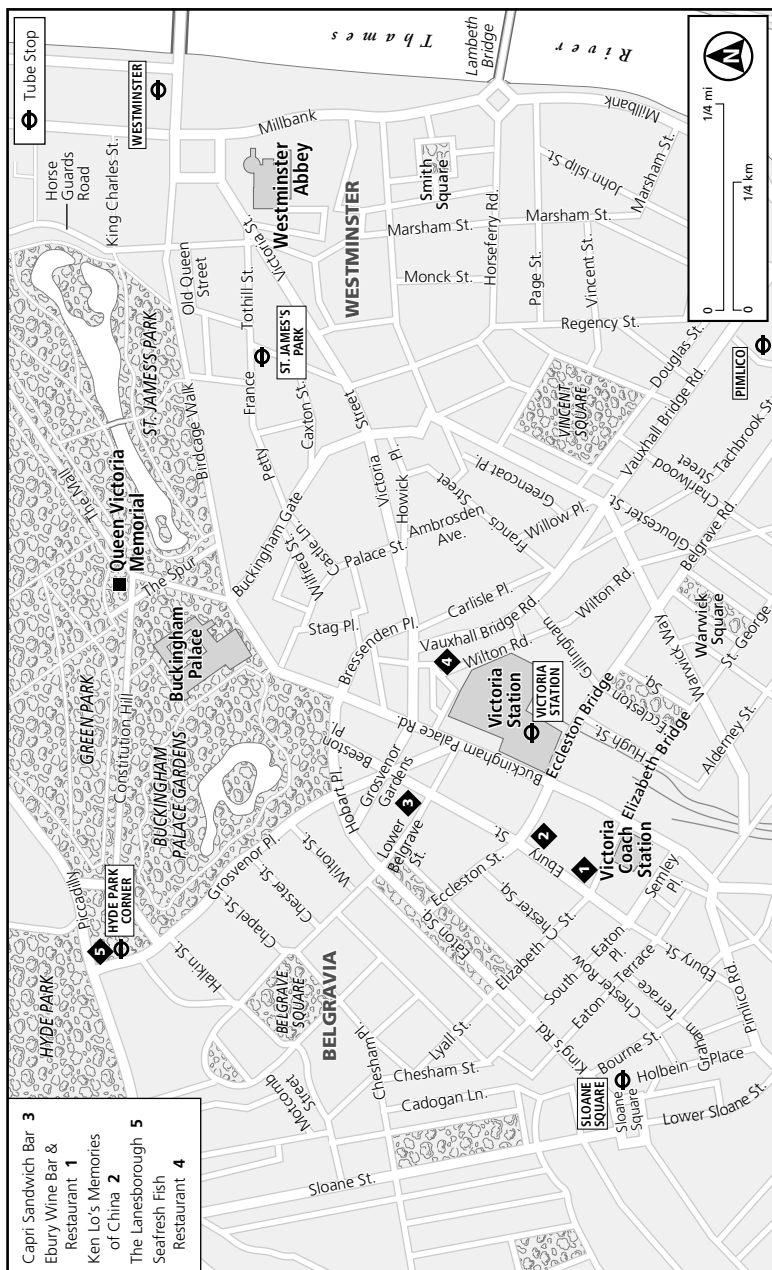 Capri Sandwich Bar 3
Ebury Wine Bar &
Restaurant 1
Ken Lo's Memories
of China 2
The Lanesborough 5
Seafresh Fish
Restaurant 4
Tube Stop
HYDE PARK
Piccadilly
5
HYDE PARK
CORNER
GREEN PARK
Constitution Hill
The Mall
Queen Victoria
Memorial
The Spur
ST. JAMES'S PARK
Horse
Guards
Road
King Charles St.
WESTMINSTER
BUCKINGHAM
PALACE GARDENS
Buckingham
Palace
Birdcage Walk
Old Queen
Street
Grosvenor Pl.
Halkin St.
Chapel St.
Chester St.
Wilton St.
BELGRAVE
SQUARE
BELGRAVIA
Motcomb
Street
Chesham Pl.
Chesham St.
Cadogan Ln.
Lyall St.
Sloane St.
Hobart Pl.
Beeston
Pl.
Grosvenor
Gardens
Lower
Belgrave
St.
3
Buckingham Gate
Wilfred St.
Castle Ln.
Palace St.
Stag Pl.
Bressenden Pl.
Petty
France
Tothill St.
ST. JAMES'S
PARK
Caxton St.
Victoria St.
Victoria
Street
Westminster
Abbey
WESTMINSTER
Millbank
River
Thames
Lambeth
Bridge
Smith
Square
Marsham St.
Monck St.
Horseferry Rd.
Page St.
Vincent St.
Marsham St.
John Islip St.
Millbank
Marsham St.
Regency St.
Howick
Pl.
Ambrosden
Ave.
Francis
Street
Greencoat Pl.
Willow Pl.
Carlisle Pl.
Vauxhall Bridge Rd.
Wilton Rd.
4
Buckingham Palace Rd.
Victoria
Station
VICTORIA
STATION
Eccleston Bridge
Gillingham
Wilton Rd.
VINCENT
SQUARE
Douglas St.
Vauxhall Bridge Rd.
PIMLICO
Tachbrook St.
Charlwood
Street
Gloucester St.
Belgrave Rd.
Warwick
Square
Warwick Way
St. George
Eccleston
Sq.
Hugh St.
Alderney St.
Elizabeth Bridge
Eaton Sq.
Eccleston St.
Ebury
St.
2
1
Victoria
Coach
Station
Chester Sq.
Elizabeth
St.
Semley
Pl.
South
Eaton
Pl.
Chester Row
Eaton Terrace
Ebury St.
King's Rd.
Bourne St.
Graham
Terrace
Pimlico Rd.
Holbein
Place
SLOANE
SQUARE
Sloane
Square
Lower Sloane St.
0
1/4 mi
0
1/4 km
N